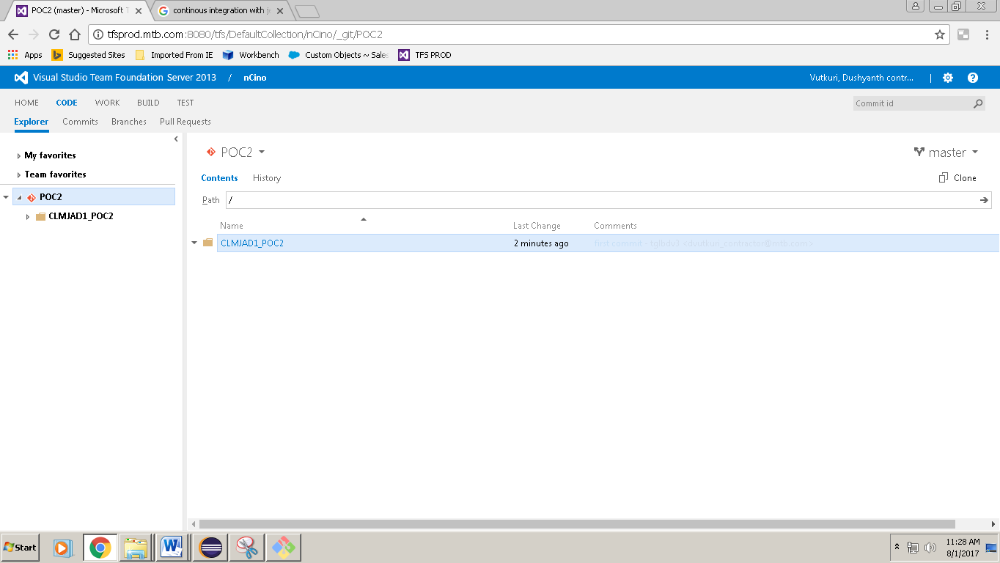 POC2 (master) - Microsoft T
continous integration with je
tfsprod.mtb.com:8080/tfs/DefaultCollection/nCino/_git/POC2
Apps Suggested Sites Imported From IE Workbench Custom Objects ~ Sales TFS PROD
Visual Studio Team Foundation Server 2013 / nCino Vutkuri, Dushyanth contr... |
HOME CODE WORK BUILD TEST Commit id
Explorer Commits Branches Pull Requests
My favorites
Team favorites
POC2
CLMJAD1_POC2
POC2 master
Contents History Clone
Path /
Name Last Change Comments
CLMJAD1_POC2 2 minutes ago first commit - tglbdv3 <dvutkuri_contractor@mtb.com>
Start
11:28 AM
8/1/2017